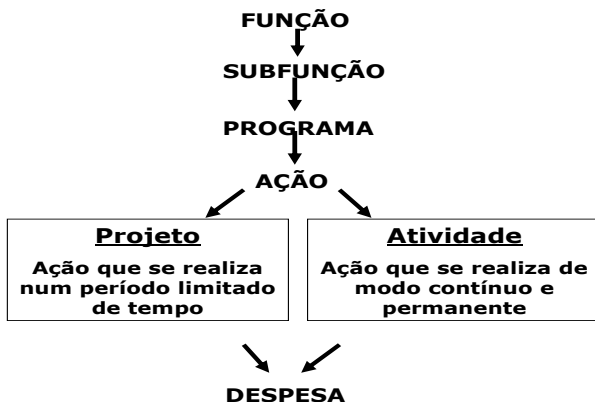 FUNÇÃO
SUBFUNÇÃO
PROGRAMA
AÇÃO
Projeto
Ação que se realiza
num período limitado
de tempo
Atividade
Ação que se realiza de
modo contínuo e
permanente
DESPESA